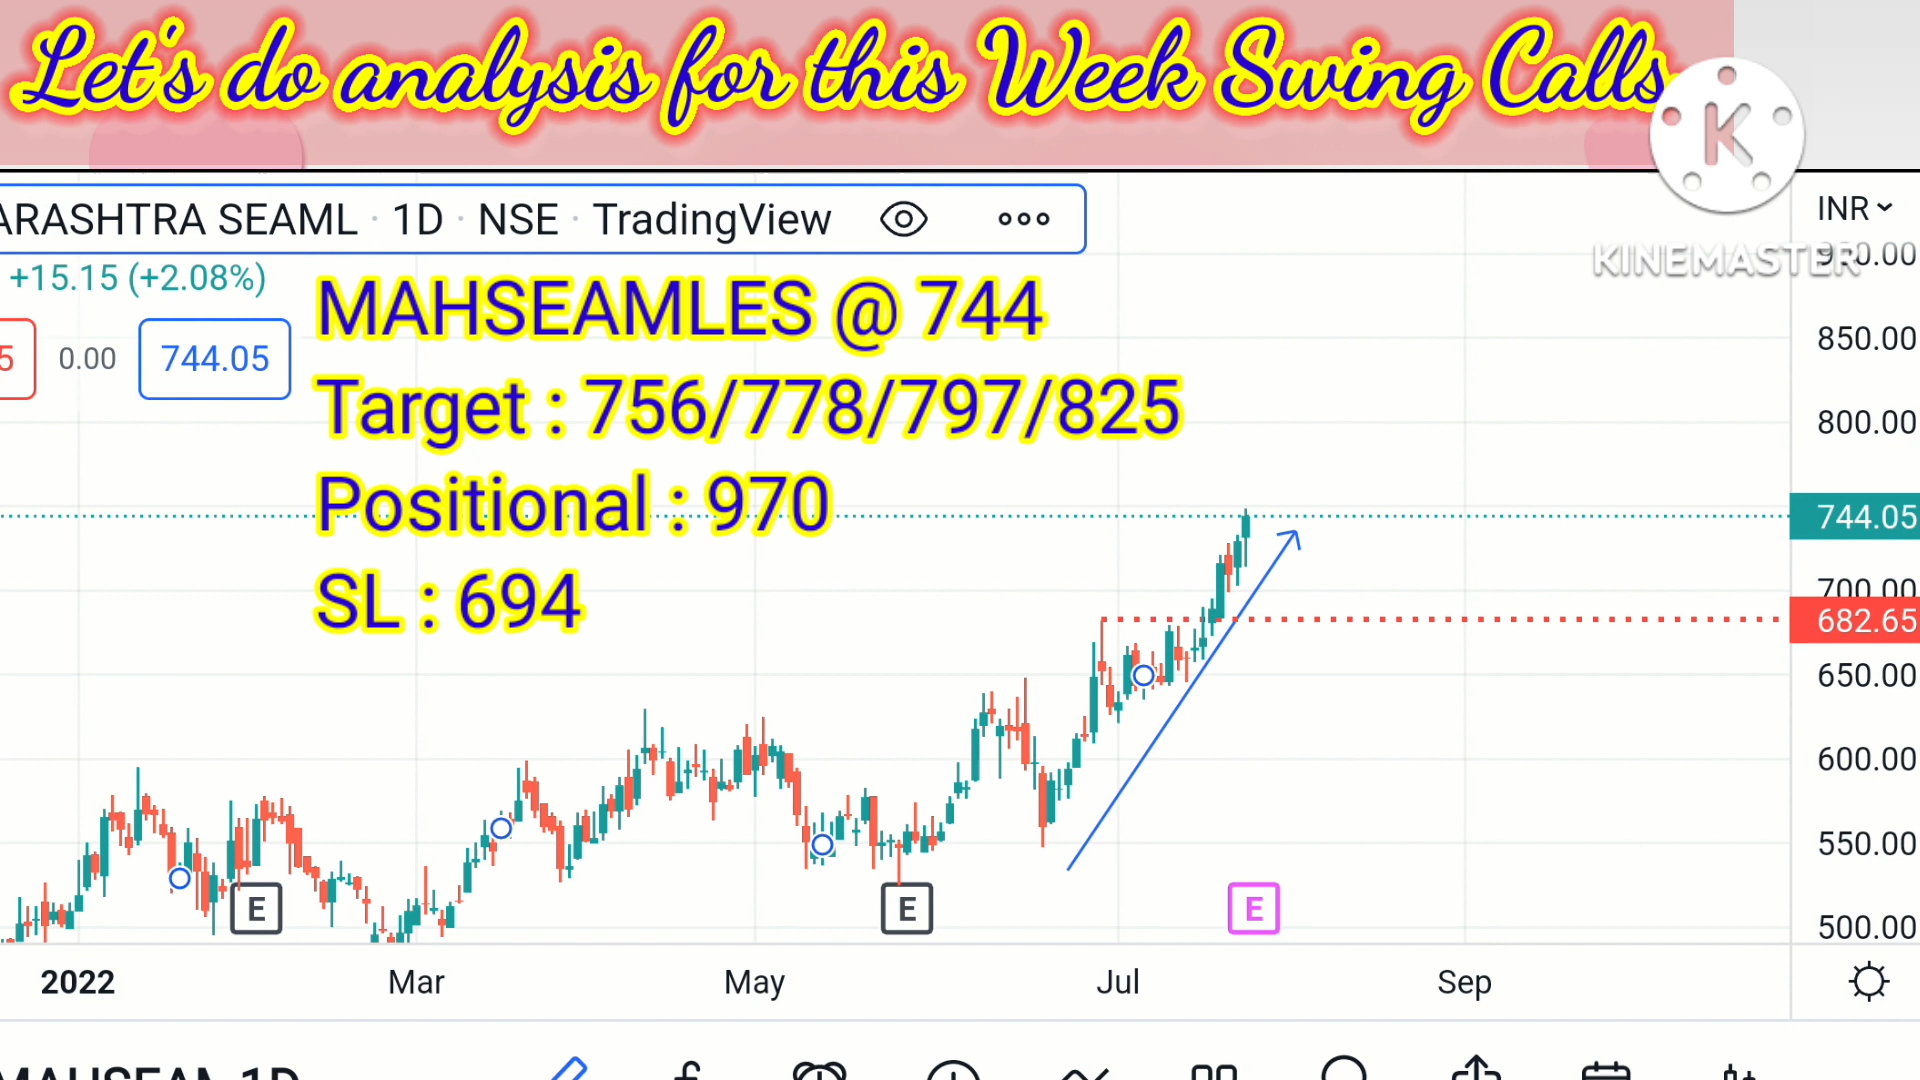 Let's do analysis for this Week Swing Calls
K
KINEMASTER
ARASHTRA SEAML · 1D · NSE · TradingView
INR
+15.15 (+2.08%)
5 0.00 744.05
MAHSEAMLES @ 744
Target : 756/778/797/825
Positional : 970
SL : 694
850.00
800.00
744.05
700.00
682.65
650.00
600.00
550.00
500.00
E E E
2022 Mar May Jul Sep
1D